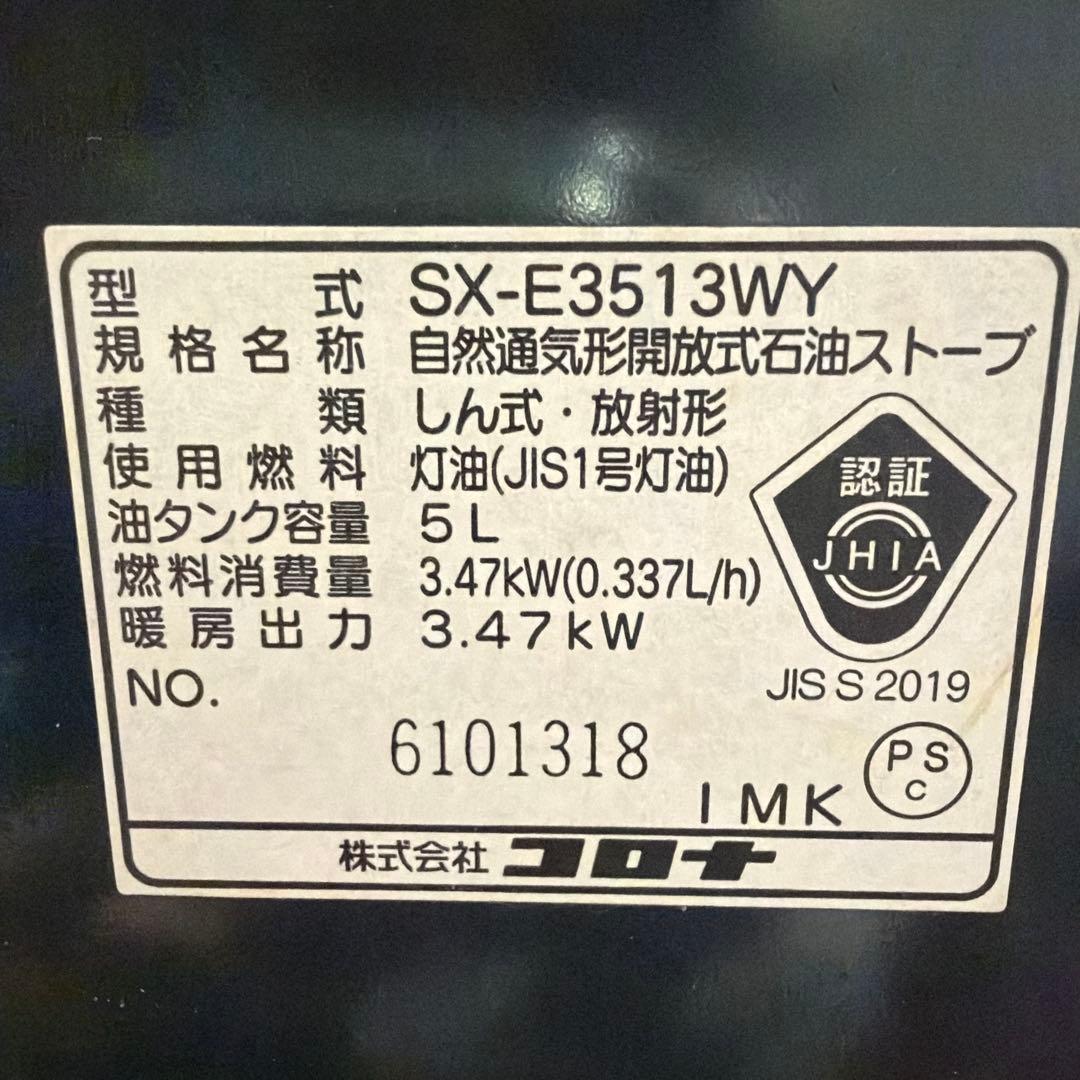 型式 SX-E3513WY
規格名称 自然通気形開放式石油ストーブ
種類 しん式・放射形
使用燃料 灯油(JIS1号灯油)
油タンク容量 5L
燃料消費量 3.47kW(0.337L/h)
暖房出力 3.47kW
認証
JHIA
NO.
JIS S 2019
6101318
IMK
PS
C
株式会社 コロナ